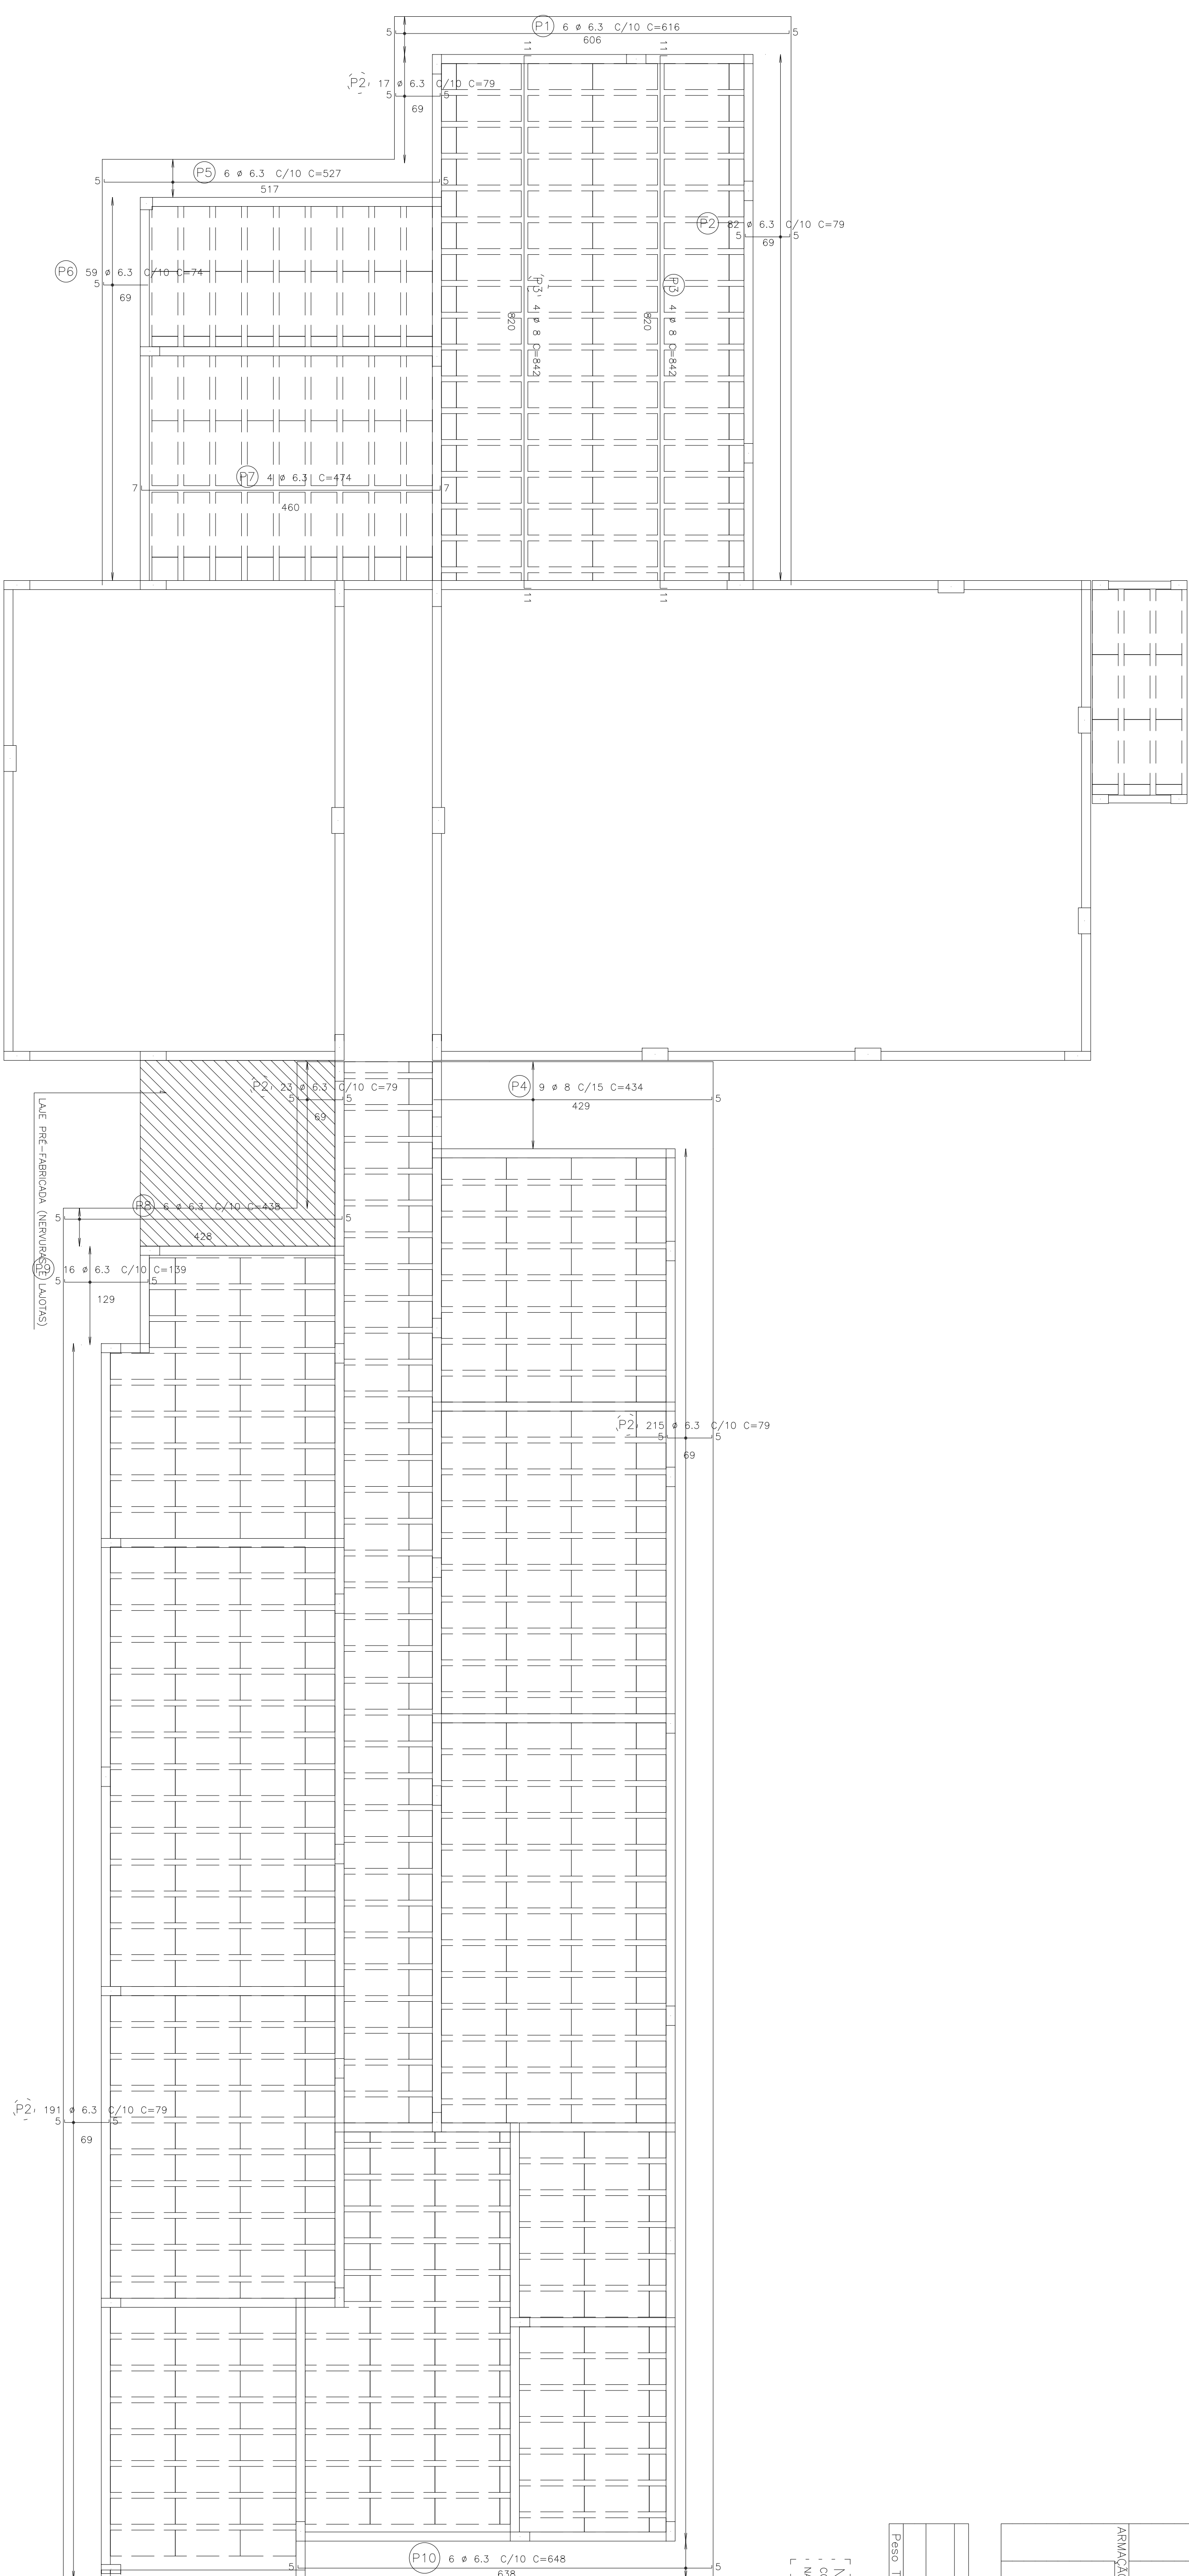 P1 6 ø 6.3 C/10 C=616
5 5
606
11 11
P2 17 ø 6.3 C/10 C=79
5 5
69
P5 6 ø 6.3 C/10 C=527
5 5
517
P2 82 ø 6.3 C/10 C=79
5 5
69
P6 59 ø 6.3 C/10 C=74
5
69
P3 4 ø 8 C=842
820
P3 4 ø 8 C=842
820
P7 4 ø 6.3 C=474
7 7
460
11 11
P2 23 ø 6.3 C/10 C=79
5 5
69
P4 9 ø 8 C/15 C=434
5
429
LAJE PRÉ-FABRICADA (NERVURAS E LAJOTAS)
P8 6 ø 6.3 C/10 C=438
5 5
428
P9 16 ø 6.3 C/10 C=139
5 5
129
P2 215 ø 6.3 C/10 C=79
5 5
69
P2 191 ø 6.3 C/10 C=79
5 5
69
P10 6 ø 6.3 C/10 C=648
5 5
638
Peso T